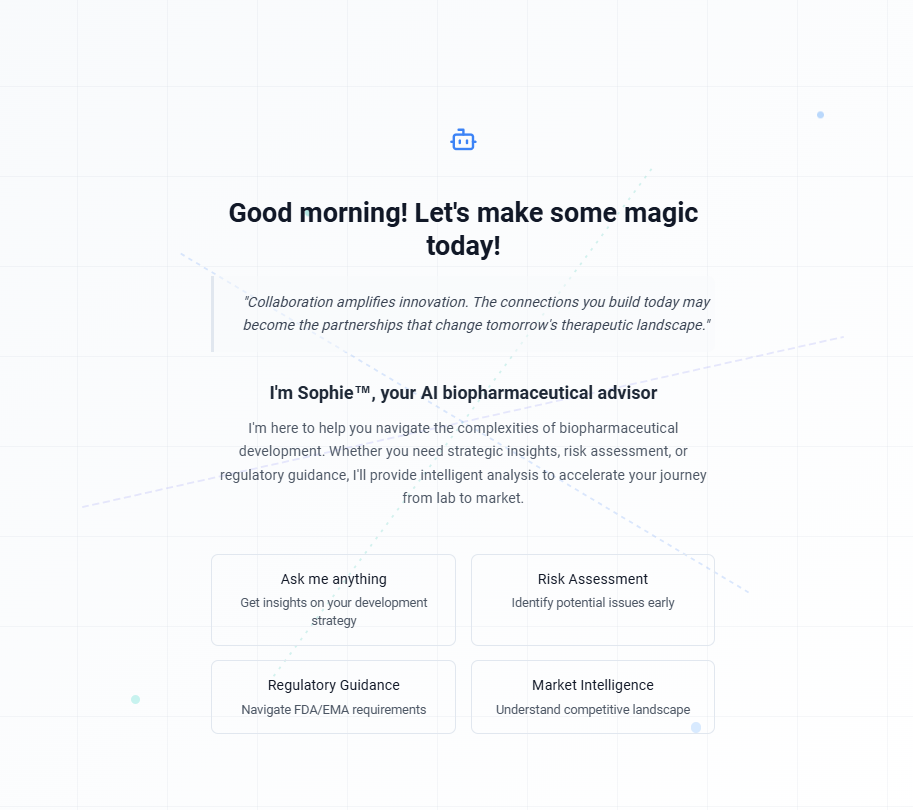 Good morning! Let's make some magic
today!
"Collaboration amplifies innovation. The connections you build today may
become the partnerships that change tomorrow's therapeutic landscape."
I'm Sophie™, your AI biopharmaceutical advisor
I'm here to help you navigate the complexities of biopharmaceutical
development. Whether you need strategic insights, risk assessment, or
regulatory guidance, I'll provide intelligent analysis to accelerate your journey
from lab to market.
Ask me anything
Get insights on your development
strategy
Risk Assessment
Identify potential issues early
Regulatory Guidance
Navigate FDA/EMA requirements
Market Intelligence
Understand competitive landscape